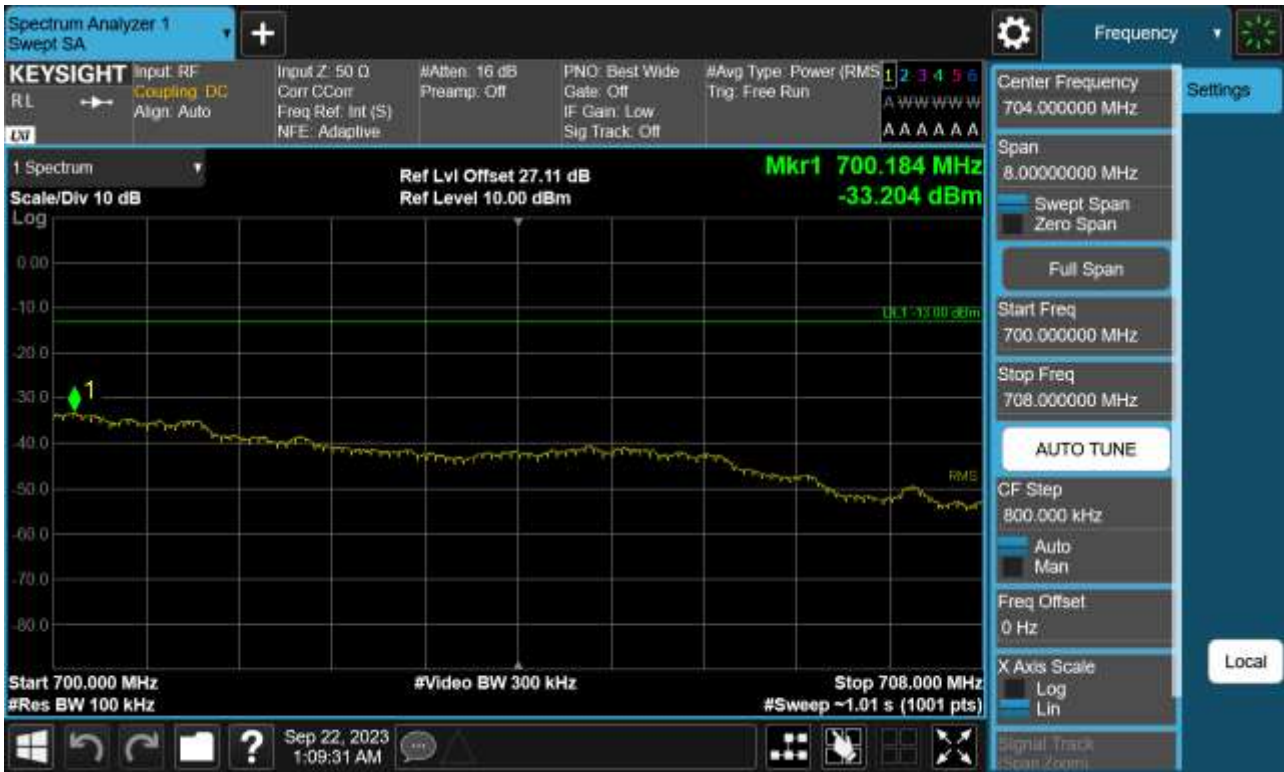 Spectrum Analyzer 1
Swept SA
+
Frequency
KEYSIGHT
RL
LXI
Input: RF
Coupling: DC
Align: Auto
Input Z: 50 Ω
Corr CCorr
Freq Ref: Int (S)
NFE: Adaptive
#Atten: 16 dB
Preamp: Off
PNO: Best Wide
Gate: Off
IF Gain: Low
Sig Track: Off
#Avg Type: Power (RMS
Trig: Free Run
1 2 3 4 5 6
A W W W W W
A A A A A A
1 Spectrum
Scale/Div 10 dB
Log
Ref Lvl Offset 27.11 dB
Ref Level 10.00 dBm
Mkr1 700.184 MHz
-33.204 dBm
0.00
-10.0
-20.0
-30.0
-40.0
-50.0
-60.0
-70.0
-80.0
DL1 -13.00 dBm
1
RMS
Start 700.000 MHz
#Res BW 100 kHz
#Video BW 300 kHz
Stop 708.000 MHz
#Sweep ~1.01 s (1001 pts)
Center Frequency
704.000000 MHz
Settings
Span
8.00000000 MHz
Swept Span
Zero Span
Full Span
Start Freq
700.000000 MHz
Stop Freq
708.000000 MHz
AUTO TUNE
CF Step
800.000 kHz
Auto
Man
Freq Offset
0 Hz
X Axis Scale
Log
Lin
Local
Signal Track
(Span Zoom)
?
Sep 22, 2023
1:09:31 AM